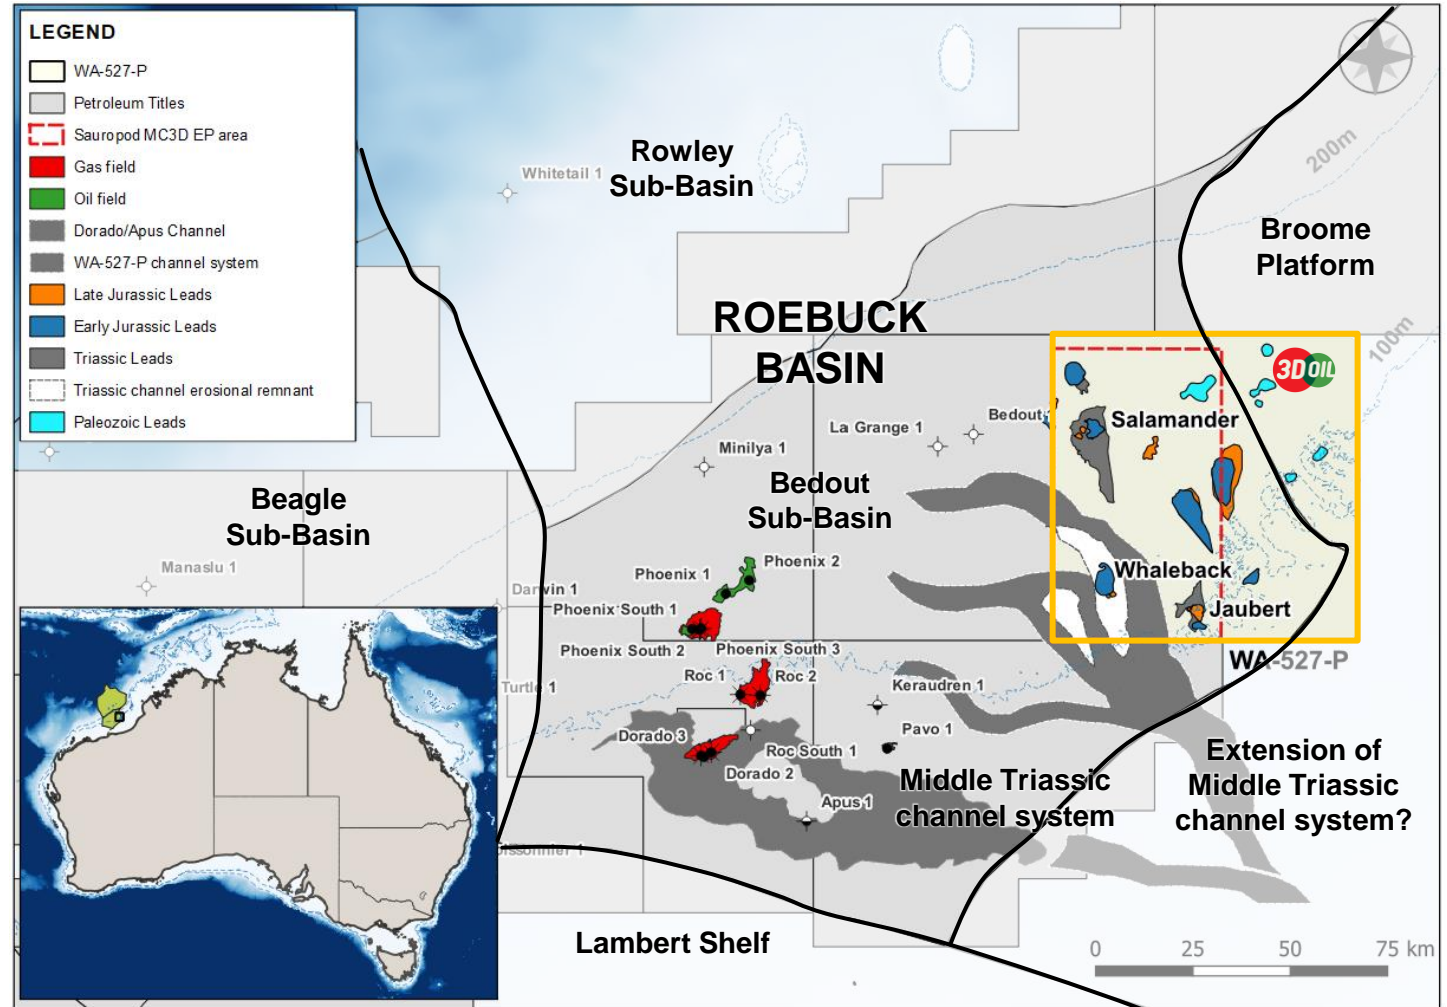 LEGEND
WA-527-P
Petroleum Titles
Sauropod MC3D EP area
Gas field
Oil field
Dorado/Apus Channel
WA-527-P channel system
Late Jurassic Leads
Early Jurassic Leads
Triassic Leads
Triassic channel erosional remnant
Paleozoic Leads
Whitetail 1
Rowley
Sub-Basin
200m
Broome
Platform
ROEBUCK
BASIN
100m
3D OIL
Bedout
Salamander
La Grange 1
Minilya 1
Bedout
Sub-Basin
Beagle
Sub-Basin
Manaslu 1
Phoenix 1
Phoenix 2
Darwin 1
Phoenix South 1
Whaleback
Jaubert
Phoenix South 2
Phoenix South 3
WA-527-P
Roc 1
Roc 2
Turtle 1
Keraudren 1
Pavo 1
Dorado 3
Roc South 1
Dorado 2
Apus 1
Middle Triassic
channel system
Extension of
Middle Triassic
channel system?
Lambert Shelf
0 25 50 75 km